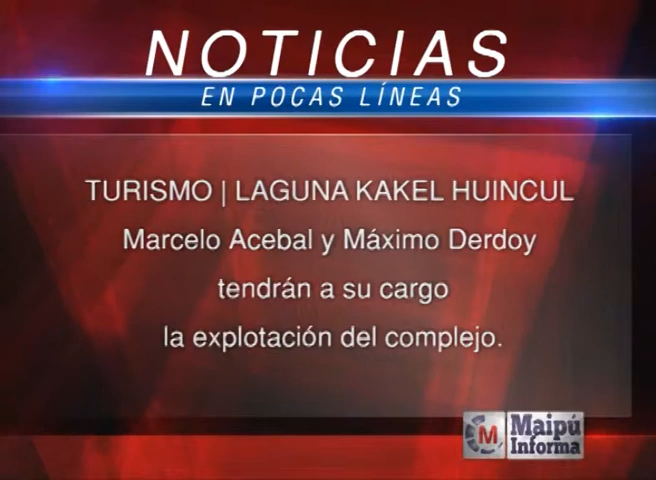 NOTICIAS
EN POCAS LÍNEAS
TURISMO | LAGUNA KAKEL HUINCUL
Marcelo Acebal y Máximo Derdoy
tendrán a su cargo
la explotación del complejo.
M Maipú
Informa